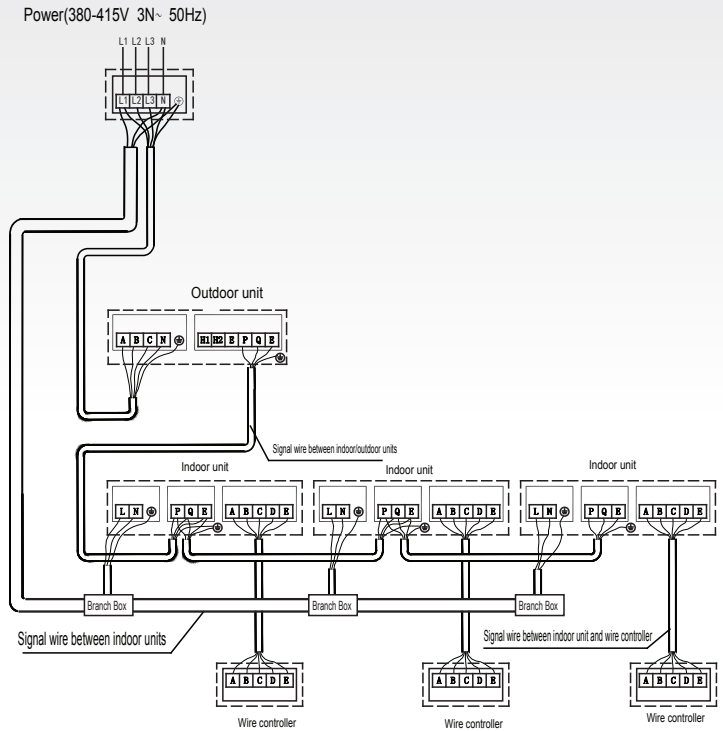 Power(380-415V 3N~ 50Hz)
L1 L2 L3 N
L1 L2 L3 N
Outdoor unit
A B C N H1 H2 E P Q E
Signal wire between indoor/outdoor units
Indoor unit Indoor unit Indoor unit
L N P Q E A B C D E L N P Q E A B C D E L N P Q E A B C D E
Branch Box Branch Box Branch Box
Signal wire between indoor units
Signal wire between indoor unit and wire controller
A B C D E A B C D E A B C D E
Wire controller Wire controller Wire controller